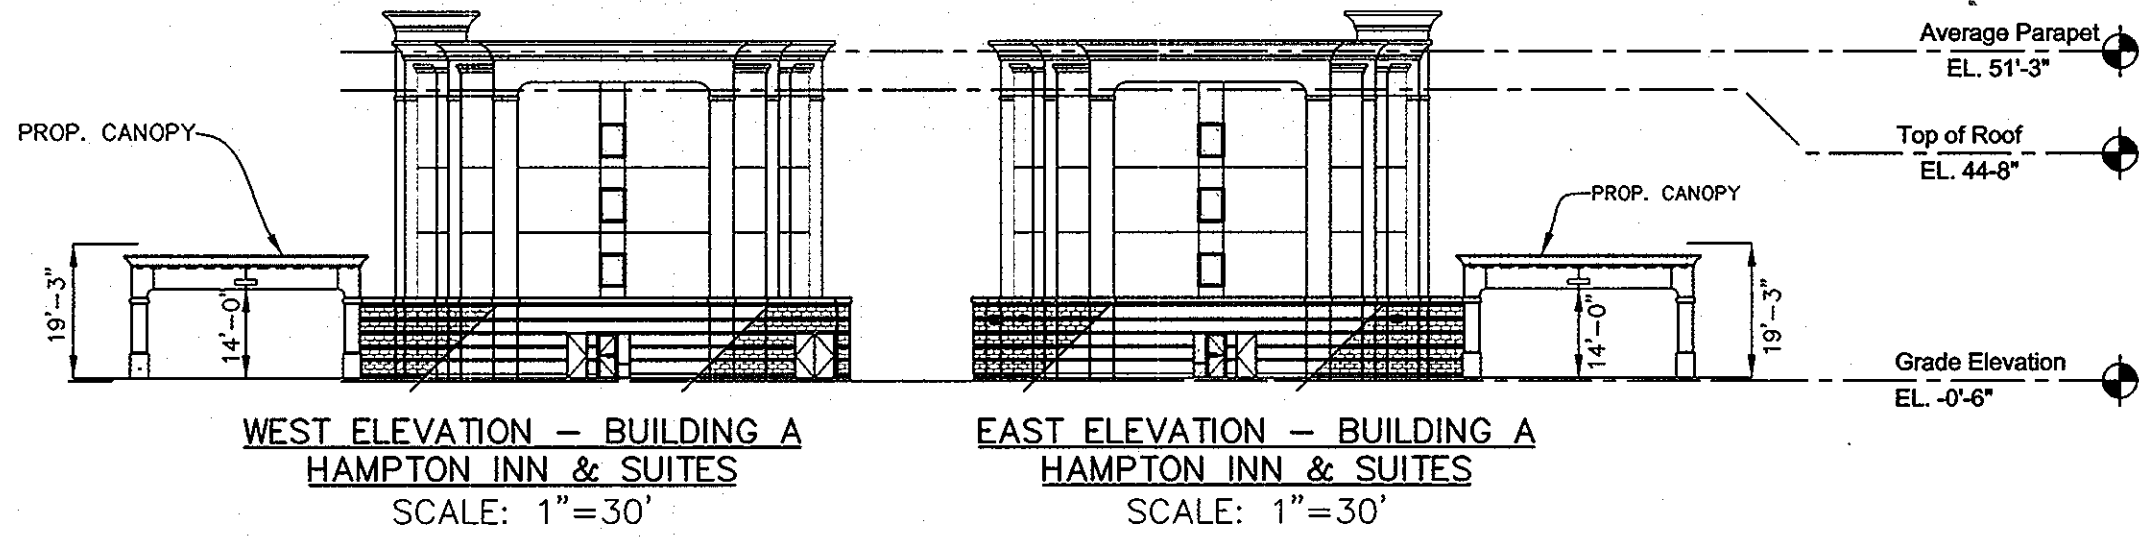 Average Parapet
EL. 51'-3"
PROP. CANOPY
Top of Roof
EL. 44-8"
PROP. CANOPY
19'-3"
14'-0"
14'-0"
19'-3"
Grade Elevation
EL. -0'-6"
WEST ELEVATION - BUILDING A
HAMPTON INN & SUITES
SCALE: 1"=30'
EAST ELEVATION - BUILDING A
HAMPTON INN & SUITES
SCALE: 1"=30'